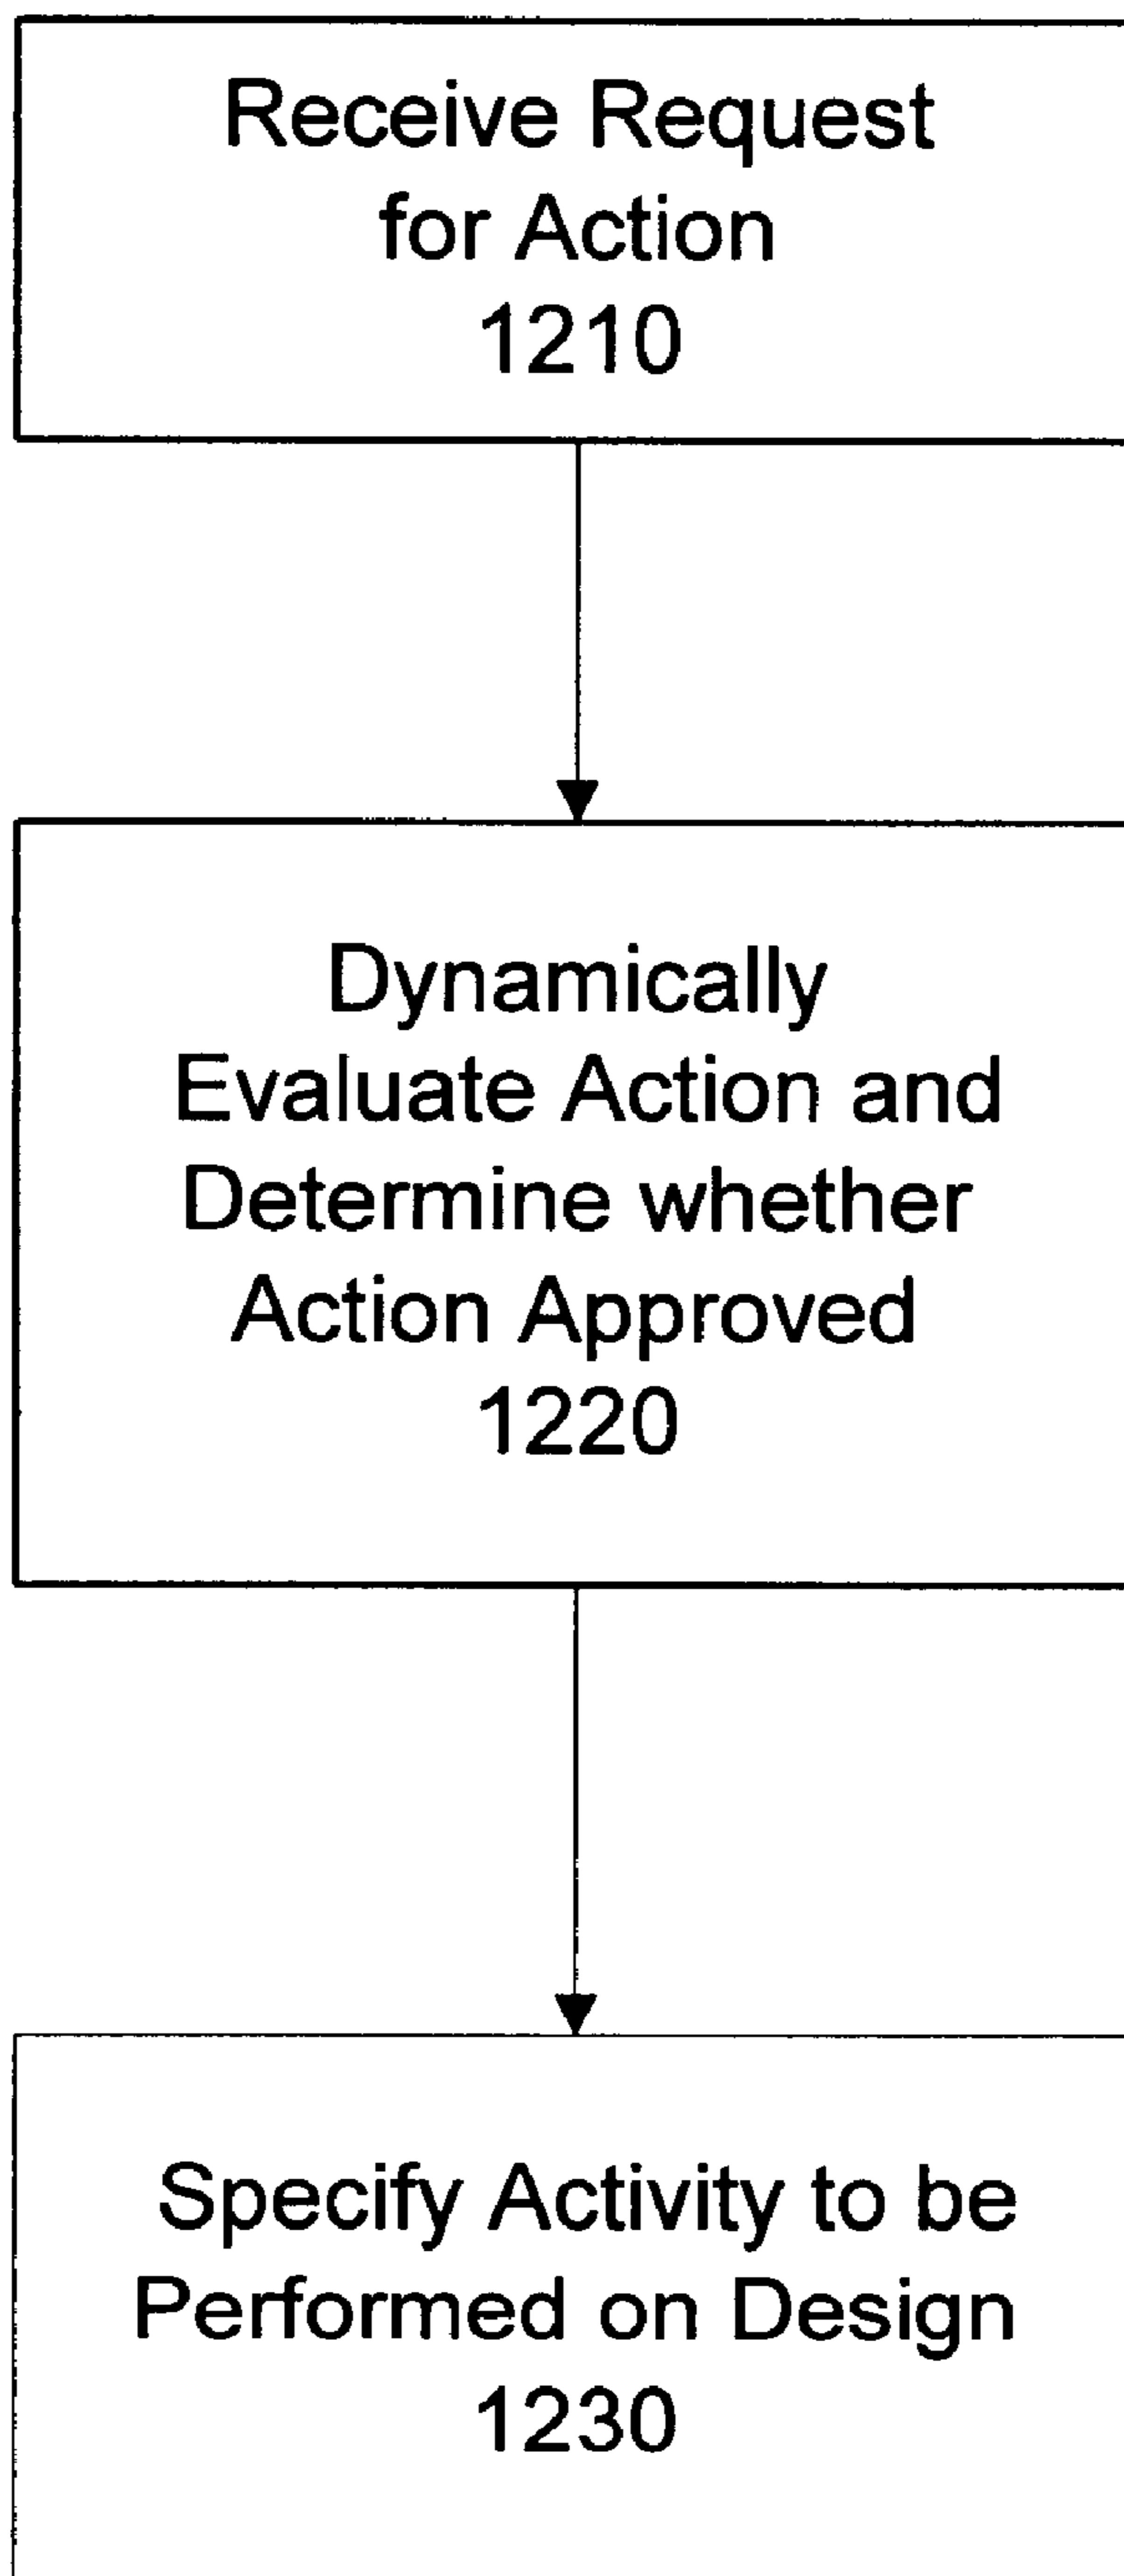 Receive Request
for Action
1210
Dynamically
Evaluate Action and
Determine whether
Action Approved
1220
Specify Activity to be
Performed on Design
1230